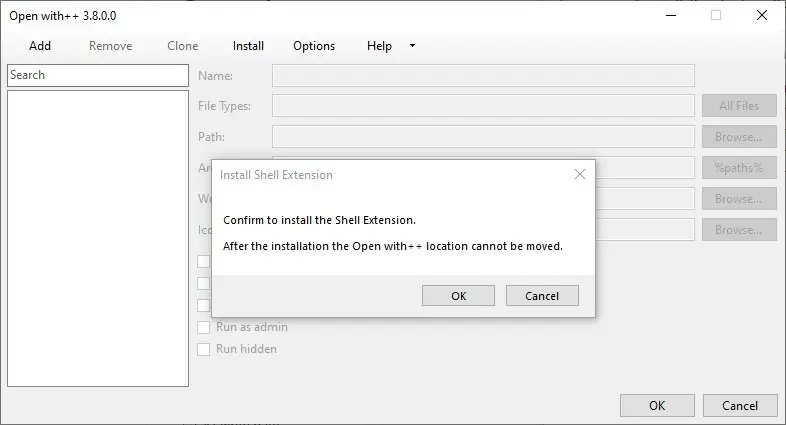 Open with++ 3.8.0.0
Add Remove Clone Install Options Help
Search
Name:
File Types: All Files
Path: Browse...
%paths%
Browse...
Browse...
Install Shell Extension
Confirm to install the Shell Extension.
After the installation the Open with++ location cannot be moved.
OK Cancel
Run as admin
Run hidden
OK Cancel